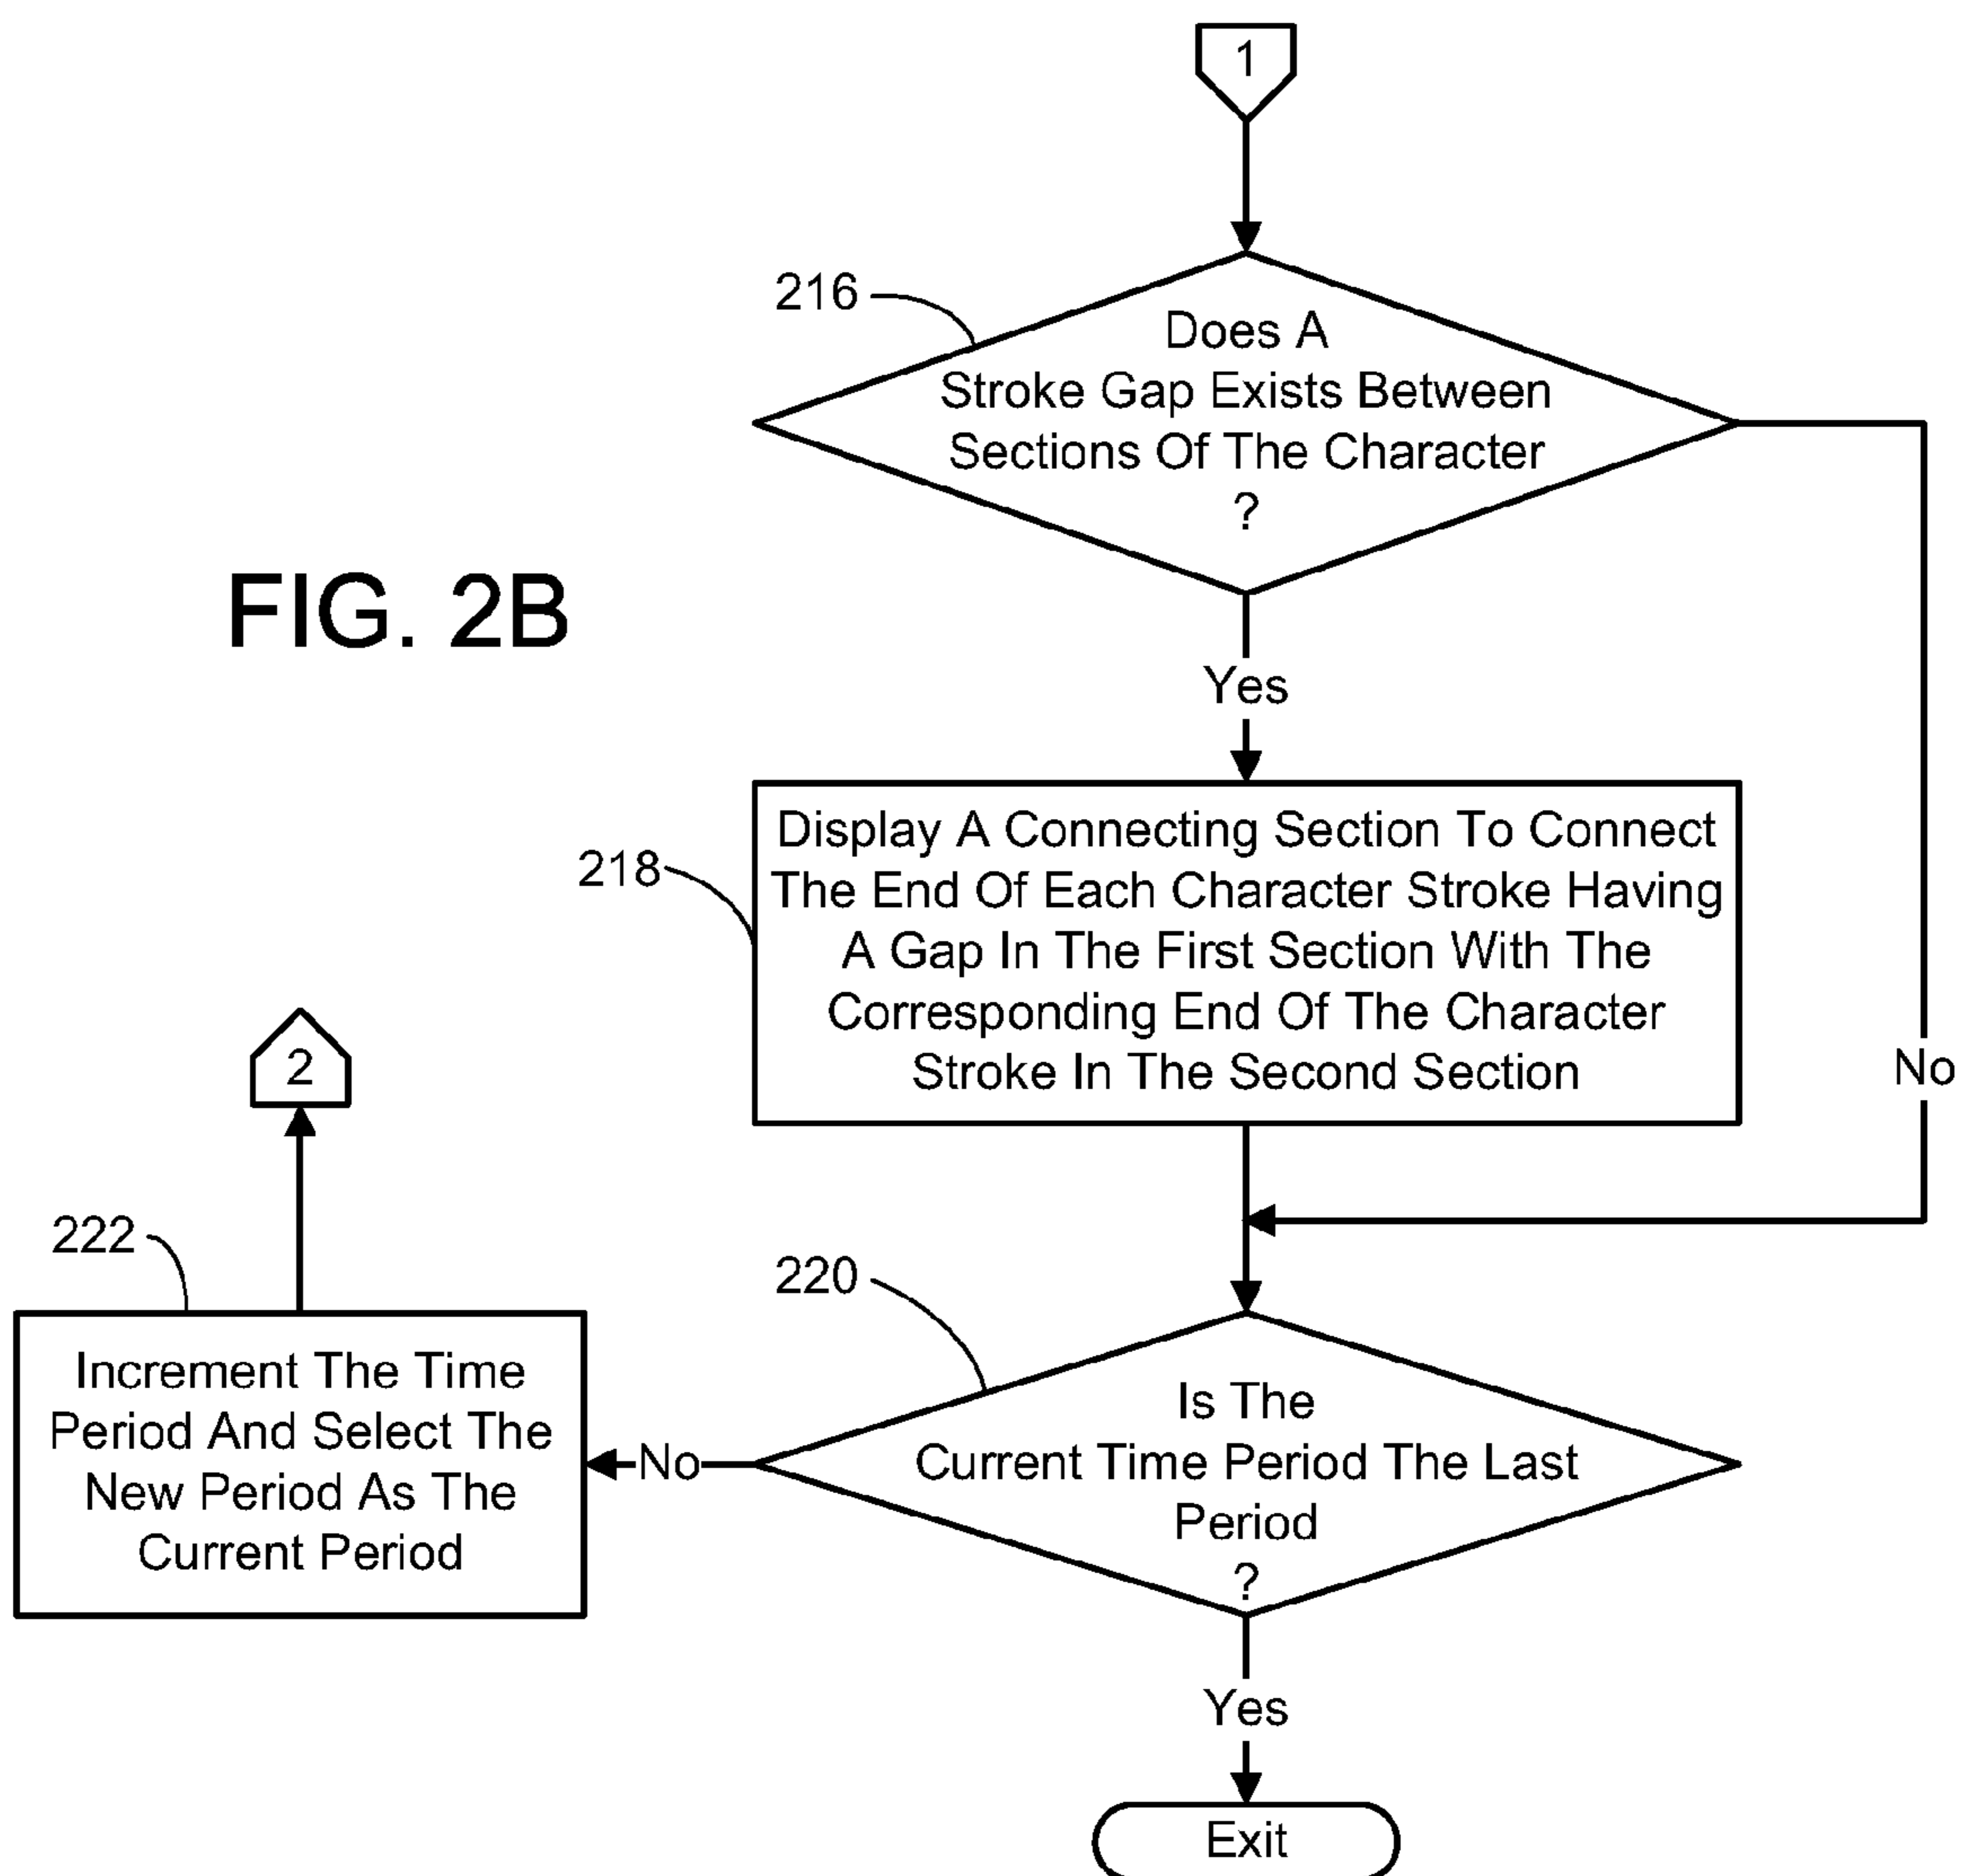 1
216
Does A
Stroke Gap Exists Between
Sections Of The Character
?
FIG. 2B
Yes
218
Display A Connecting Section To Connect
The End Of Each Character Stroke Having
A Gap In The First Section With The
Corresponding End Of The Character
Stroke In The Second Section
No
2
222
220
Increment The Time
Period And Select The
New Period As The
Current Period
No
Is The
Current Time Period The Last
Period
?
Yes
Exit